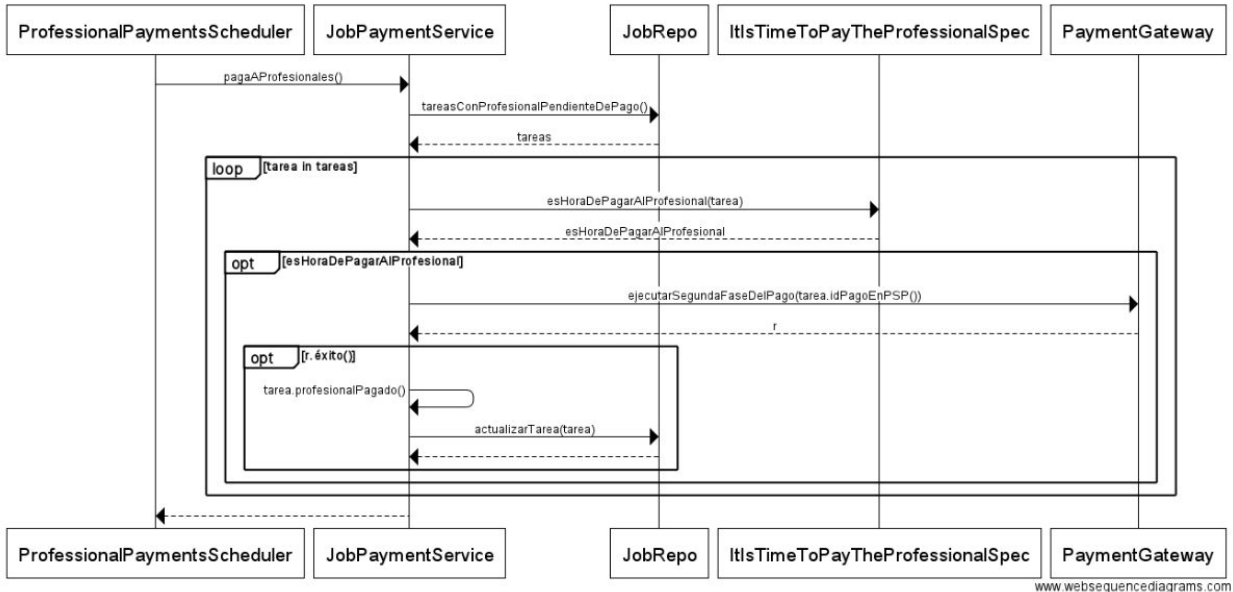 ProfessionalPaymentsScheduler JobPaymentService JobRepo ItIsTimeToPayTheProfessionalSpec PaymentGateway
pagaAProfesionales()
tareasConProfesionalPendienteDePago()
tareas
loop [tarea in tareas]
esHoraDePagarAlProfesional(tarea)
esHoraDePagarAlProfesional
opt [esHoraDePagarAlProfesional]
ejecutarSegundaFaseDelPago(tarea.idPagoEnPSP())
r
opt [r.éxito()]
tarea.profesionalPagado()
actualizarTarea(tarea)
ProfessionalPaymentsScheduler JobPaymentService JobRepo ItIsTimeToPayTheProfessionalSpec PaymentGateway
www.websequencediagrams.com